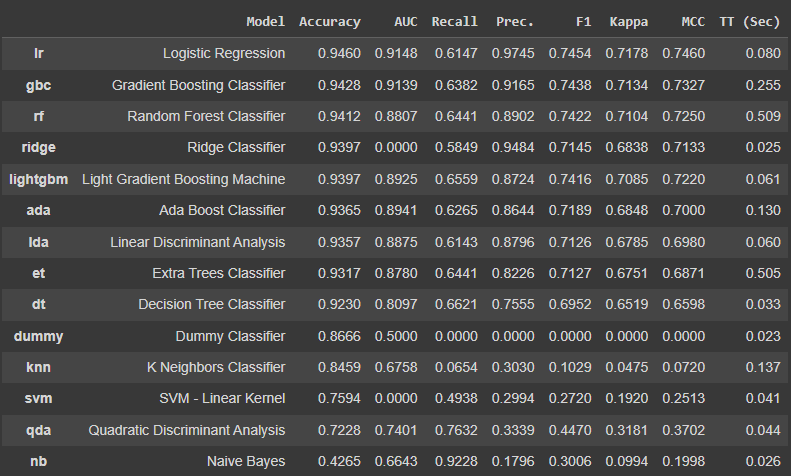 Model Accuracy AUC Recall Prec. F1 Kappa MCC TT (Sec)
lr Logistic Regression 0.9460 0.9148 0.6147 0.9745 0.7454 0.7178 0.7460 0.080
gbc Gradient Boosting Classifier 0.9428 0.9139 0.6382 0.9165 0.7438 0.7134 0.7327 0.255
rf Random Forest Classifier 0.9412 0.8807 0.6441 0.8902 0.7422 0.7104 0.7250 0.509
ridge Ridge Classifier 0.9397 0.0000 0.5849 0.9484 0.7145 0.6838 0.7133 0.025
lightgbm Light Gradient Boosting Machine 0.9397 0.8925 0.6559 0.8724 0.7416 0.7085 0.7220 0.061
ada Ada Boost Classifier 0.9365 0.8941 0.6265 0.8644 0.7189 0.6848 0.7000 0.130
lda Linear Discriminant Analysis 0.9357 0.8875 0.6143 0.8796 0.7126 0.6785 0.6980 0.060
et Extra Trees Classifier 0.9317 0.8780 0.6441 0.8226 0.7127 0.6751 0.6871 0.505
dt Decision Tree Classifier 0.9230 0.8097 0.6621 0.7555 0.6952 0.6519 0.6598 0.033
dummy Dummy Classifier 0.8666 0.5000 0.0000 0.0000 0.0000 0.0000 0.0000 0.023
knn K Neighbors Classifier 0.8459 0.6758 0.0654 0.3030 0.1029 0.0475 0.0720 0.137
svm SVM - Linear Kernel 0.7594 0.0000 0.4938 0.2994 0.2720 0.1920 0.2513 0.041
qda Quadratic Discriminant Analysis 0.7228 0.7401 0.7632 0.3339 0.4470 0.3181 0.3702 0.044
nb Naive Bayes 0.4265 0.6643 0.9228 0.1796 0.3006 0.0994 0.1998 0.026